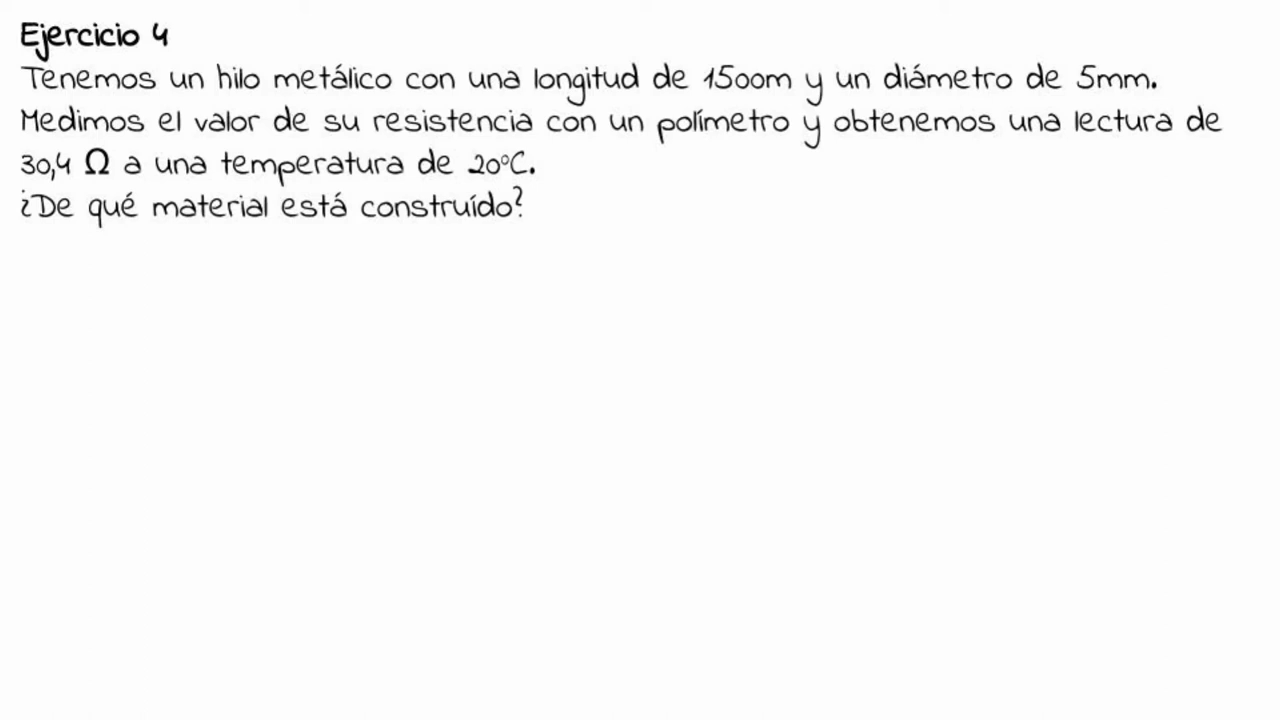 Ejercicio 4
Tenemos un hilo metálico con una longitud de 1500m y un diámetro de 5mm.
Medimos el valor de su resistencia con un polímetro y obtenemos una lectura de
30,4 Ω a una temperatura de 20ºC.
¿De qué material está construído?